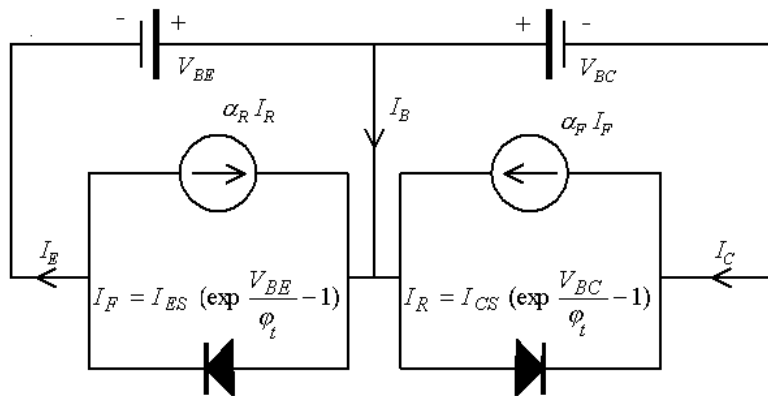 - +
+ -
V_BE
V_BC
α_R I_R
I_B
α_F I_F
I_E
I_C
I_F = I_ES (exp V_BE/φ_t −1)
I_R = I_CS (exp V_BC/φ_t −1)